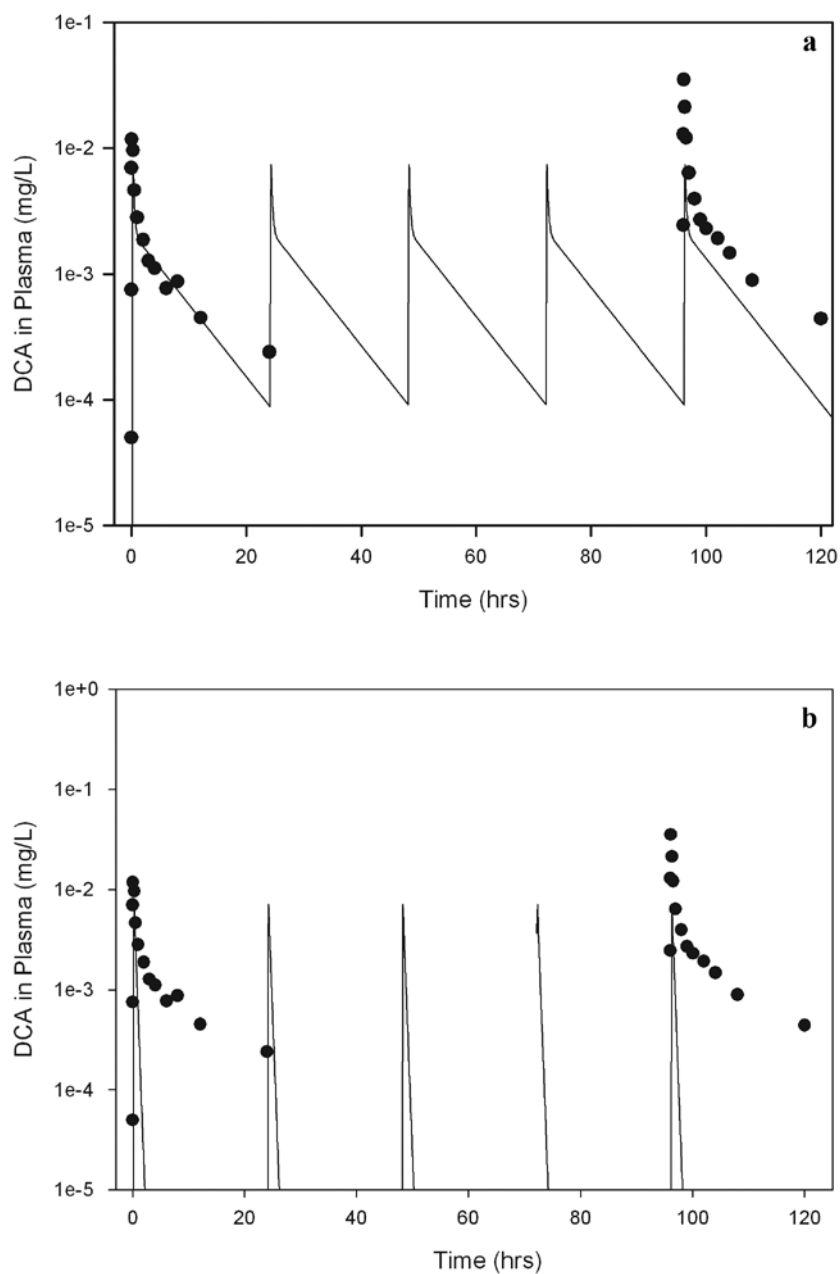 a
1e-1
1e-2
1e-3
1e-4
1e-5
DCA in Plasma (mg/L)
0 20 40 60 80 100 120
Time (hrs)
b
1e+0
1e-1
1e-2
1e-3
1e-4
1e-5
DCA in Plasma (mg/L)
0 20 40 60 80 100 120
Time (hrs)